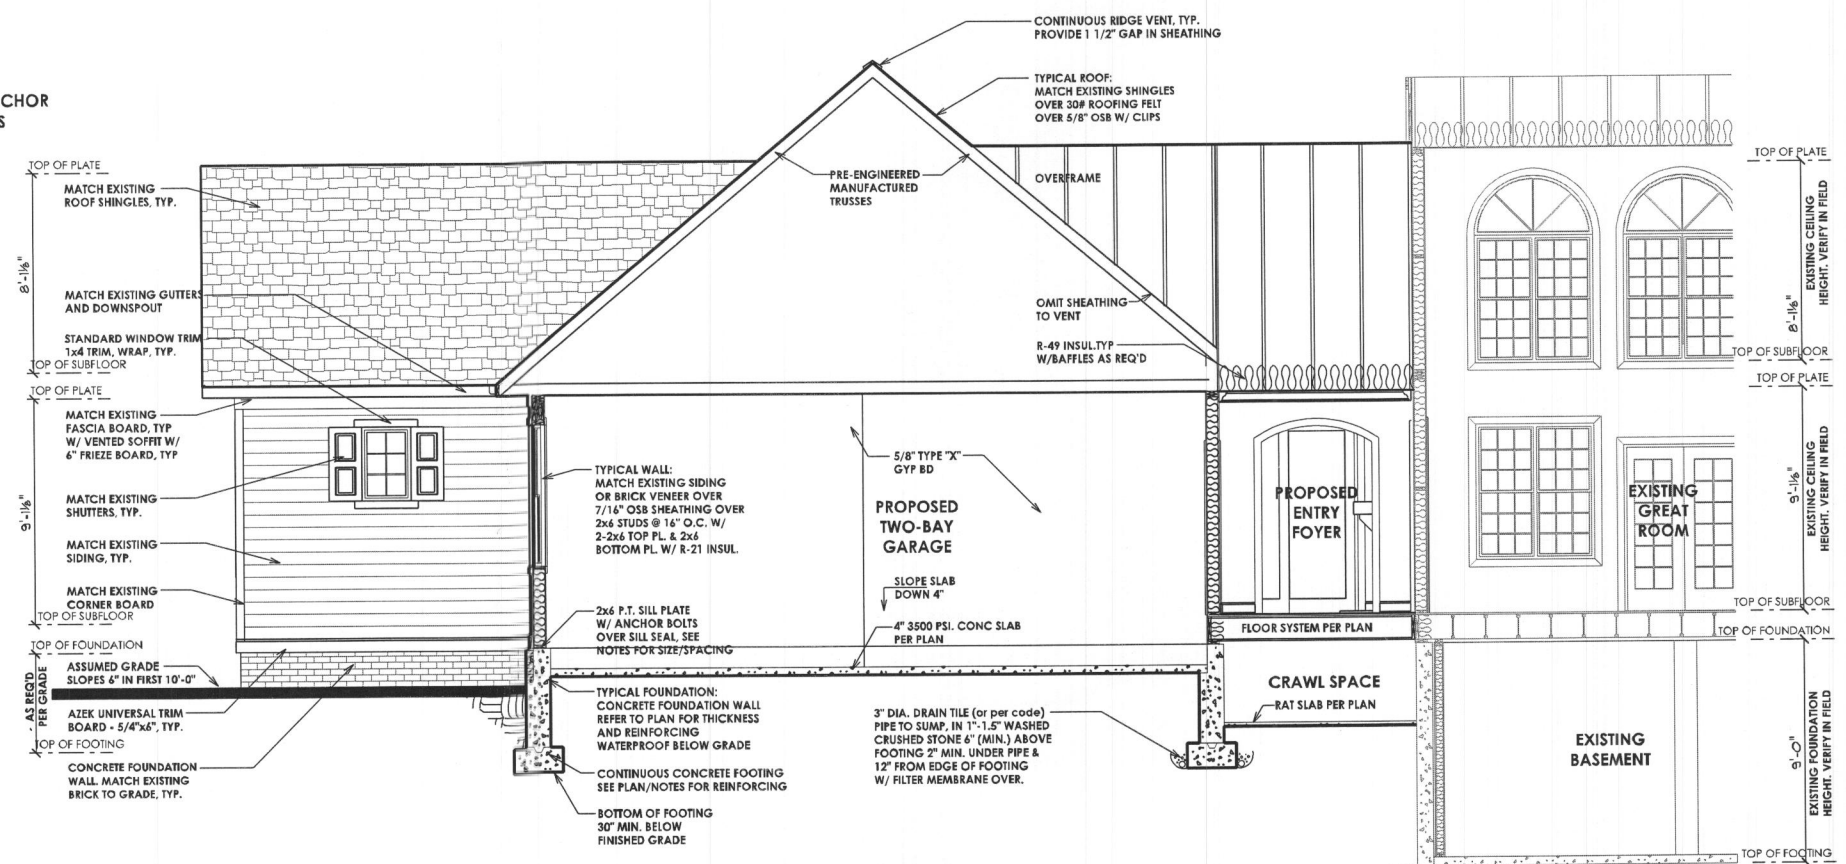 CONTINUOUS RIDGE VENT, TYP.
PROVIDE 1 1/2" GAP IN SHEATHING
TYPICAL ROOF:
MATCH EXISTING SHINGLES
OVER 30# ROOFING FELT
OVER 5/8" OSB W/ CLIPS
CHOR
TOP OF PLATE
MATCH EXISTING
ROOF SHINGLES, TYP.
8'-1⅛"
MATCH EXISTING GUTTERS
AND DOWNSPOUT
STANDARD WINDOW TRIM
1x4 TRIM, WRAP, TYP.
TOP OF SUBFLOOR
TOP OF PLATE
MATCH EXISTING
FASCIA BOARD, TYP
W/ VENTED SOFFIT W/
6" FRIEZE BOARD, TYP
9'-1⅛"
MATCH EXISTING
SHUTTERS, TYP.
MATCH EXISTING
SIDING, TYP.
MATCH EXISTING
CORNER BOARD
TOP OF SUBFLOOR
TOP OF FOUNDATION
ASSUMED GRADE
SLOPES 6" IN FIRST 10'-0"
AS REQ'D
PER GRADE
AZEK UNIVERSAL TRIM
BOARD - 5/4"x6", TYP.
TOP OF FOOTING
CONCRETE FOUNDATION
WALL. MATCH EXISTING
BRICK TO GRADE, TYP.
PRE-ENGINEERED
MANUFACTURED
TRUSSES
OVERFRAME
OMIT SHEATHING
TO VENT
R-49 INSUL.TYP
W/BAFFLES AS REQ'D
TYPICAL WALL:
MATCH EXISTING SIDING
OR BRICK VENEER OVER
7/16" OSB SHEATHING OVER
2x6 STUDS @ 16" O.C. W/
2-2x6 TOP PL. & 2x6
BOTTOM PL. W/ R-21 INSUL.
5/8" TYPE "X"
GYP BD
PROPOSED
TWO-BAY
GARAGE
SLOPE SLAB
DOWN 4"
4" 3500 PSI. CONC SLAB
PER PLAN
2x6 P.T. SILL PLATE
W/ ANCHOR BOLTS
OVER SILL SEAL, SEE
NOTES FOR SIZE/SPACING
TYPICAL FOUNDATION:
CONCRETE FOUNDATION WALL
REFER TO PLAN FOR THICKNESS
AND REINFORCING
WATERPROOF BELOW GRADE
CONTINUOUS CONCRETE FOOTING
SEE PLAN/NOTES FOR REINFORCING
BOTTOM OF FOOTING
30" MIN. BELOW
FINISHED GRADE
3" DIA. DRAIN TILE (or per code)
PIPE TO SUMP, IN 1"-1.5" WASHED
CRUSHED STONE 6" (MIN.) ABOVE
FOOTING 2" MIN. UNDER PIPE &
12" FROM EDGE OF FOOTING
W/ FILTER MEMBRANE OVER.
PROPOSED
ENTRY
FOYER
FLOOR SYSTEM PER PLAN
CRAWL SPACE
RAT SLAB PER PLAN
EXISTING
GREAT
ROOM
EXISTING
BASEMENT
TOP OF PLATE
8'-1⅛"
EXISTING CEILING
HEIGHT. VERIFY IN FIELD
TOP OF SUBFLOOR
TOP OF PLATE
9'-1⅛"
EXISTING CEILING
HEIGHT. VERIFY IN FIELD
TOP OF SUBFLOOR
TOP OF FOUNDATION
9'-0"
EXISTING FOUNDATION
HEIGHT. VERIFY IN FIELD
TOP OF FOOTING